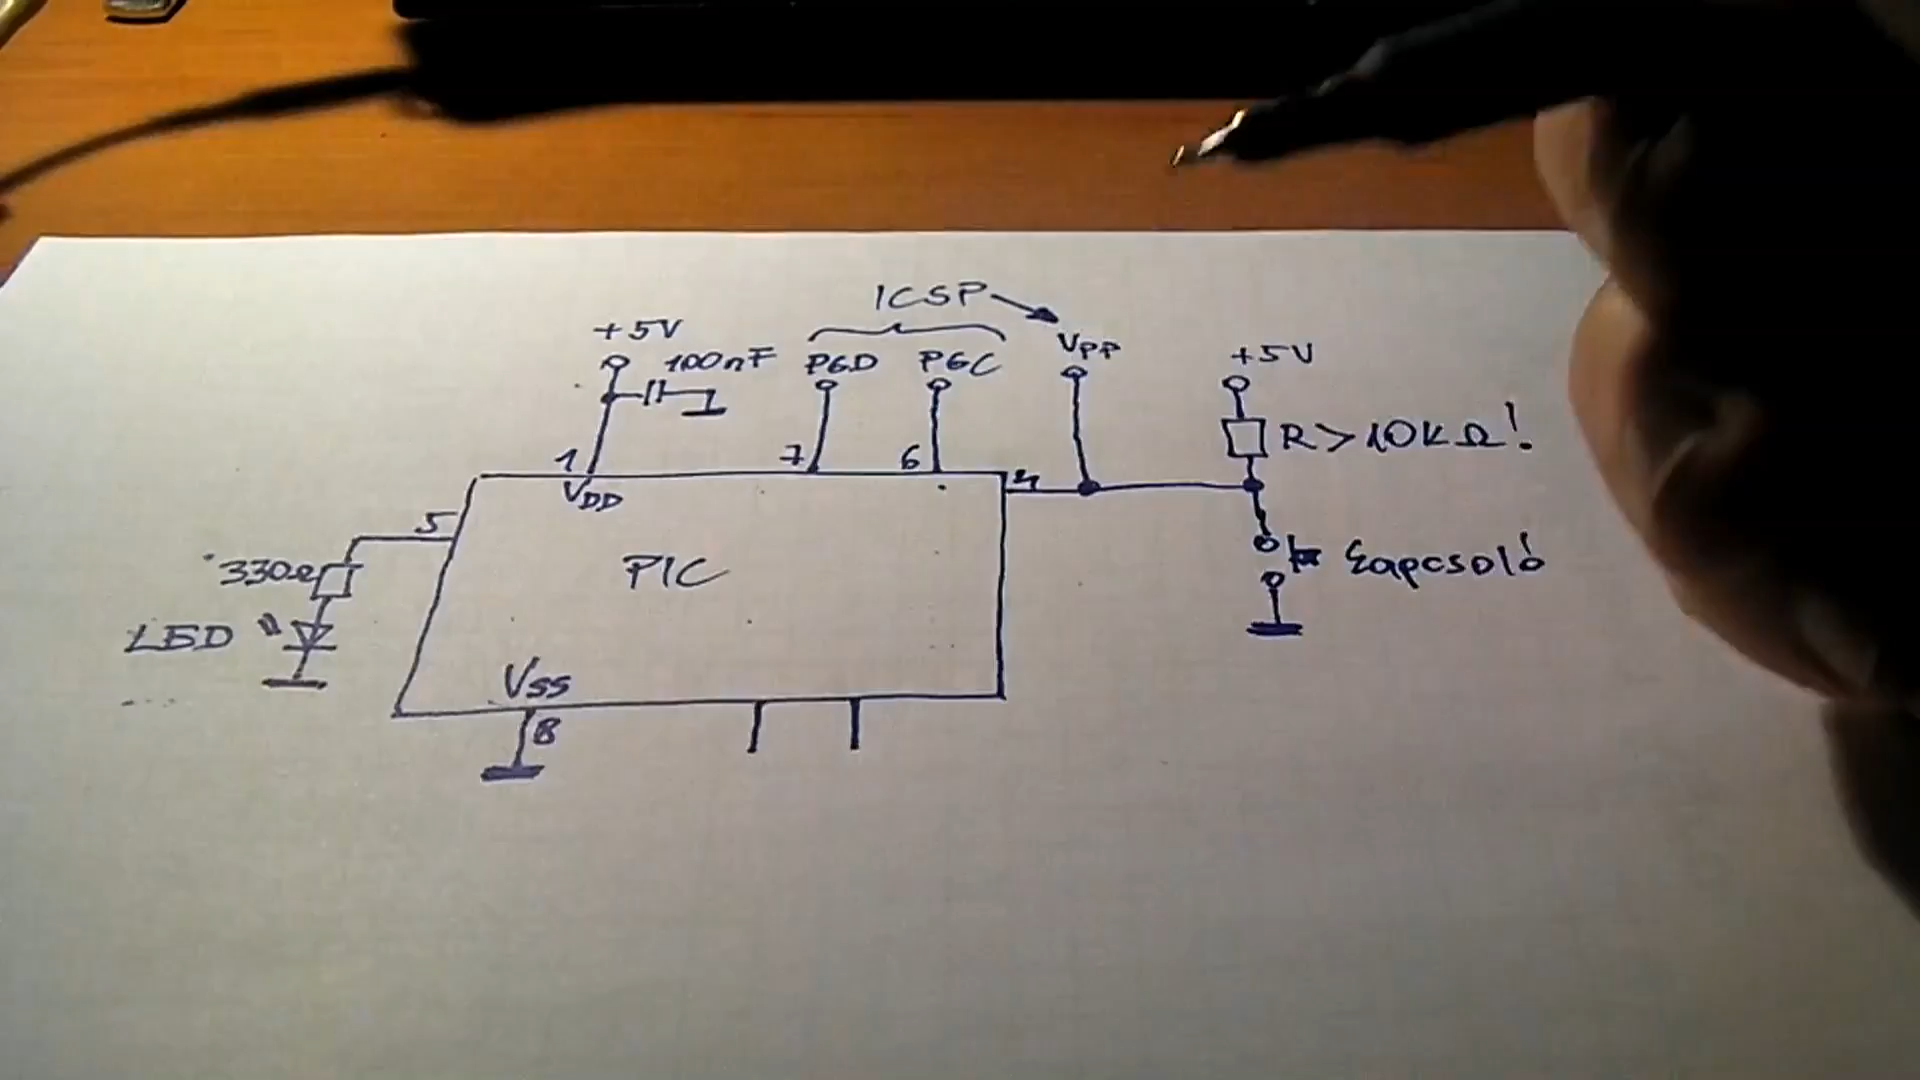 ICSP
+5V
100nF
PGD
PGC
VPP
+5V
R>10KΩ!
1
7
6
4
VDD
5
PIC
330Ω
LED
Kapcsoló
VSS
8